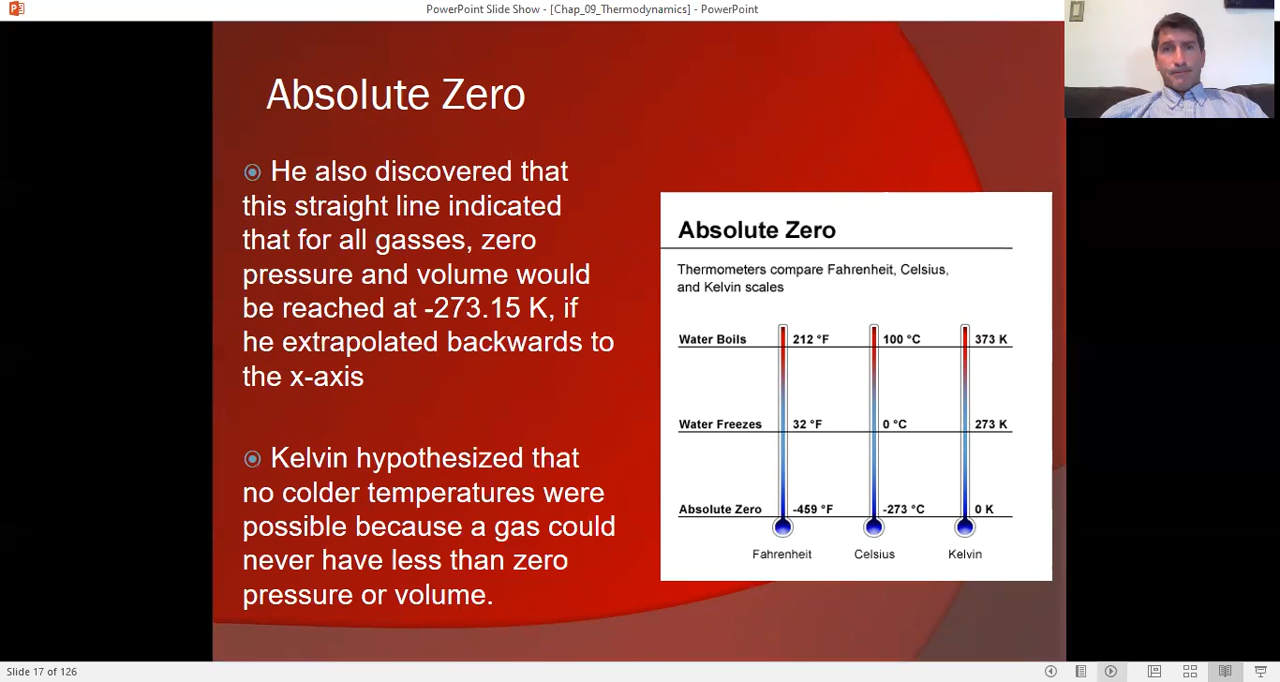 PowerPoint Slide Show - [Chap_09_Thermodynamics] - PowerPoint
Absolute Zero
He also discovered that
this straight line indicated
that for all gasses, zero
pressure and volume would
be reached at -273.15 K, if
he extrapolated backwards to
the x-axis
Kelvin hypothesized that
no colder temperatures were
possible because a gas could
never have less than zero
pressure or volume.
Absolute Zero
Thermometers compare Fahrenheit, Celsius,
and Kelvin scales
Water Boils 212 °F 100 °C 373 K
Water Freezes 32 °F 0 °C 273 K
Absolute Zero -459 °F -273 °C 0 K
Fahrenheit Celsius Kelvin
Slide 17 of 126